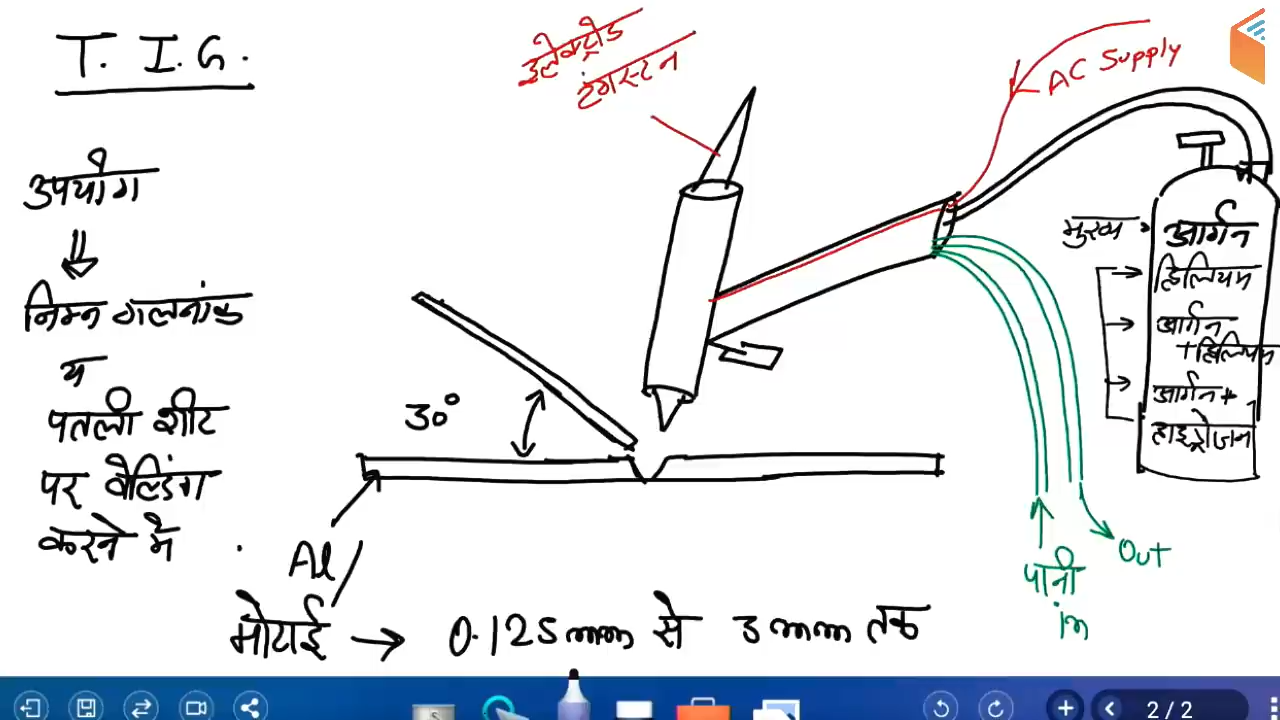 T. I. G.
उपयोग
निम्न गलनांक
य
पतली शीट
पर वैल्डिंग
करने मे
इलेक्ट्रोड
टंगस्टन
AC Supply
मुख्य
आर्गन
हिलियम
आर्गन
+ हिलियम
आर्गन +
हाइट्रोजन
30°
Al
मोटाई → 0.125mm से 3mm तक
पानी
in
Out
2/2